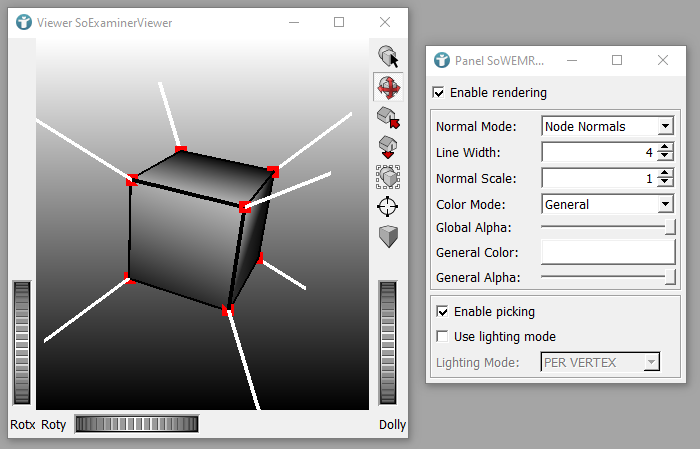 Viewer SoExaminerViewer
Rotx Roty Dolly
Panel SoWEMR...
Enable rendering
Normal Mode: Node Normals
Line Width: 4
Normal Scale: 1
Color Mode: General
Global Alpha:
General Color:
General Alpha:
Enable picking
Use lighting mode
Lighting Mode: PER VERTEX